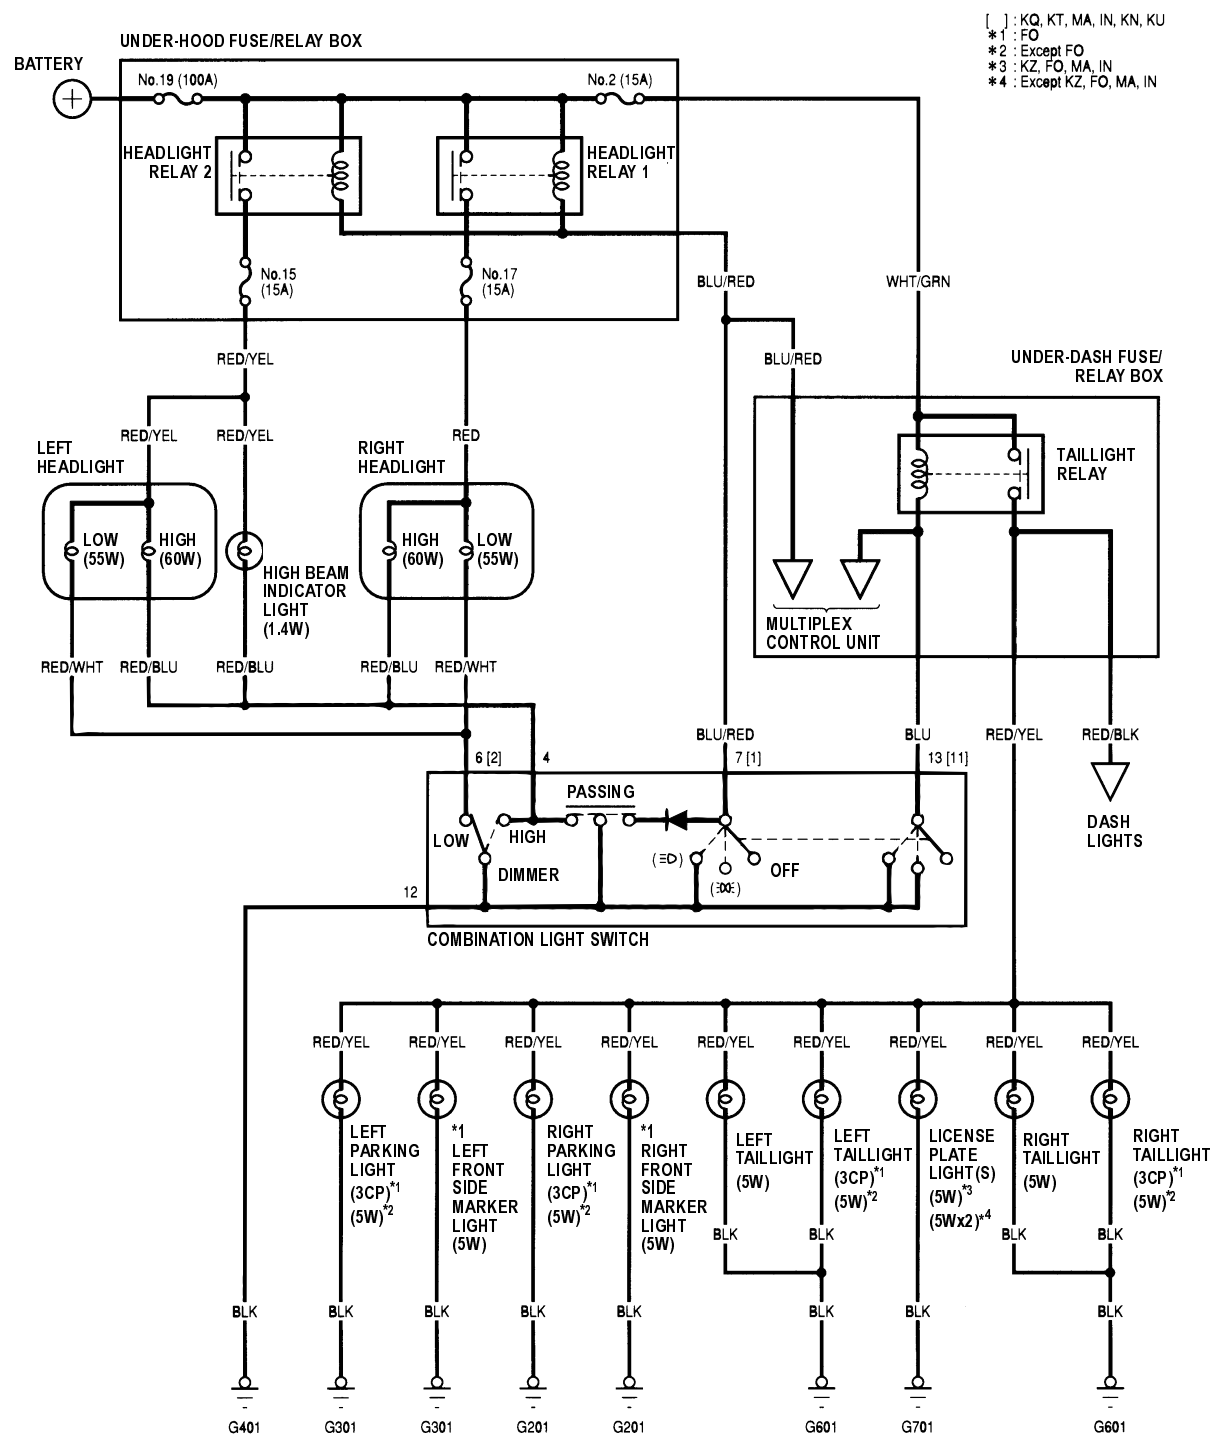 [ ] : KQ, KT, MA, IN, KN, KU
*1 : FO
*2 : Except FO
*3 : KZ, FO, MA, IN
*4 : Except KZ, FO, MA, IN
UNDER-HOOD FUSE/RELAY BOX
BATTERY
No.19 (100A)
No.2 (15A)
HEADLIGHT
RELAY 2
HEADLIGHT
RELAY 1
No.15
(15A)
No.17
(15A)
BLU/RED
WHT/GRN
RED/YEL
BLU/RED
UNDER-DASH FUSE/
RELAY BOX
RED/YEL
RED/YEL
RED
LEFT
HEADLIGHT
RIGHT
HEADLIGHT
TAILLIGHT
RELAY
LOW
(55W)
HIGH
(60W)
HIGH
(60W)
LOW
(55W)
HIGH BEAM
INDICATOR
LIGHT
(1.4W)
MULTIPLEX
CONTROL UNIT
RED/WHT
RED/BLU
RED/BLU
RED/BLU
RED/WHT
BLU/RED
BLU
RED/YEL
RED/BLK
6 [2]
4
7 [1]
13 [11]
PASSING
LOW
HIGH
DIMMER
OFF
DASH
LIGHTS
12
COMBINATION LIGHT SWITCH
RED/YEL
RED/YEL
RED/YEL
RED/YEL
RED/YEL
RED/YEL
RED/YEL
RED/YEL
RED/YEL
LEFT
PARKING
LIGHT
(3CP)*1
(5W)*2
*1
LEFT
FRONT
SIDE
MARKER
LIGHT
(5W)
RIGHT
PARKING
LIGHT
(3CP)*1
(5W)*2
*1
RIGHT
FRONT
SIDE
MARKER
LIGHT
(5W)
LEFT
TAILLIGHT
(5W)
LEFT
TAILLIGHT
(3CP)*1
(5W)*2
LICENSE
PLATE
LIGHT(S)
(5W)*3
(5Wx2)*4
RIGHT
TAILLIGHT
(5W)
RIGHT
TAILLIGHT
(3CP)*1
(5W)*2
BLK
BLK
BLK
BLK
BLK
BLK
BLK
BLK
BLK
BLK
BLK
BLK
G401
G301
G301
G201
G201
G601
G701
G601